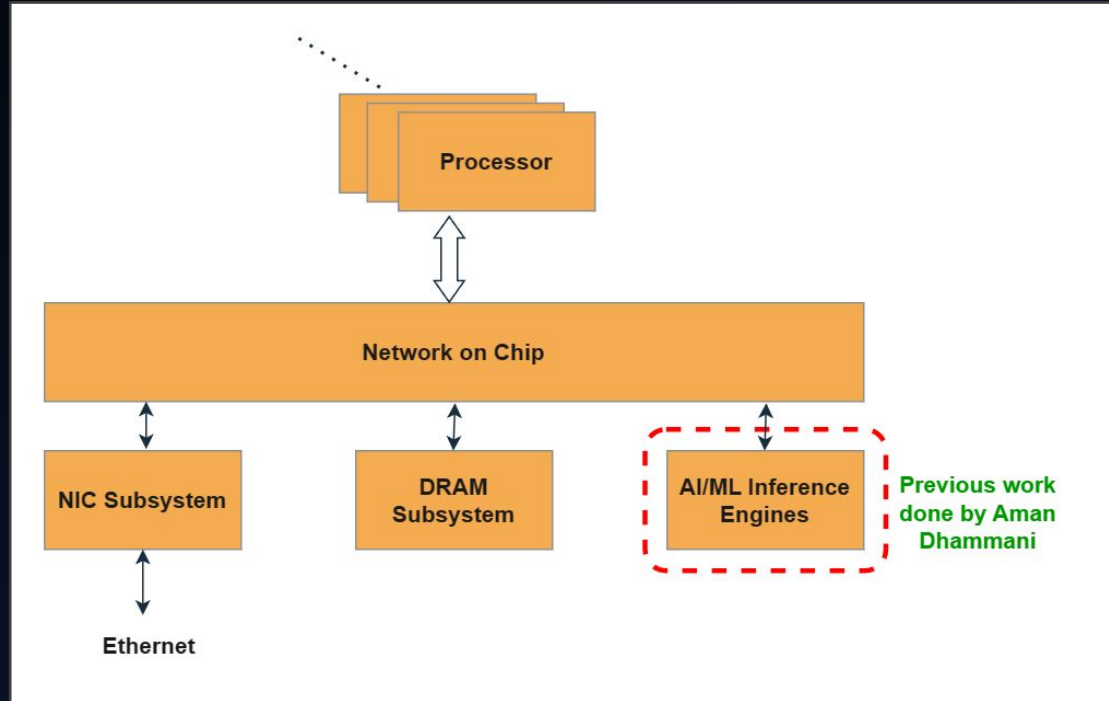 Processor
Network on Chip
NIC Subsystem
DRAM
Subsystem
AI/ML Inference
Engines
Previous work
done by Aman
Dhammani
Ethernet